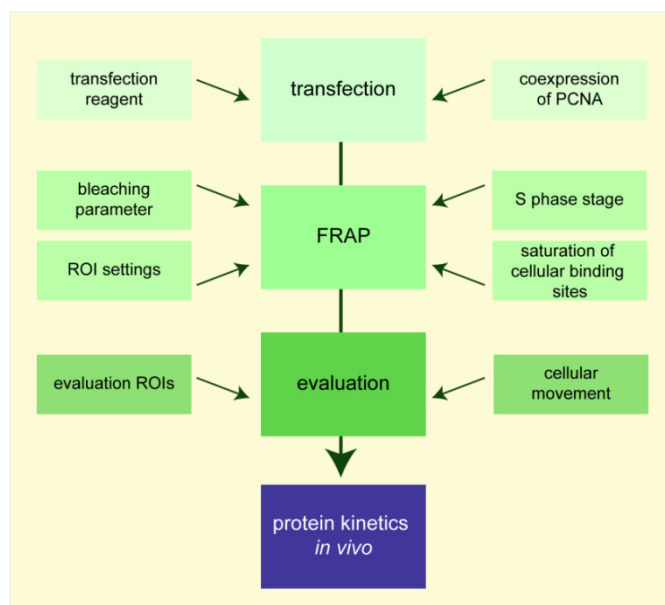 transfection
reagent
transfection
coexpression
of PCNA
bleaching
parameter
FRAP
S phase stage
ROI settings
saturation of
cellular binding
sites
evaluation ROIs
evaluation
cellular
movement
protein kinetics
in vivo